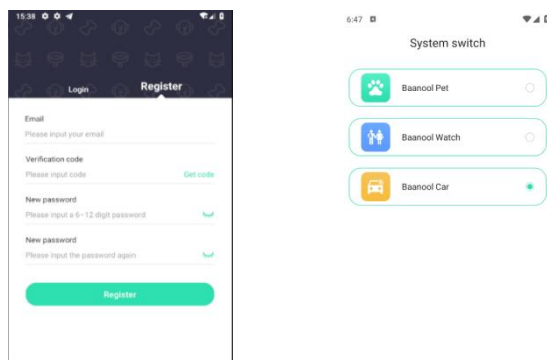 15:38
Login
Register
Email
Please input your email
Verification code
Please input code
Get code
New password
Please input a 6-12 digit password
New password
Please input the password again
Register
6:47
System switch
Baanool Pet
Baanool Watch
Baanool Car